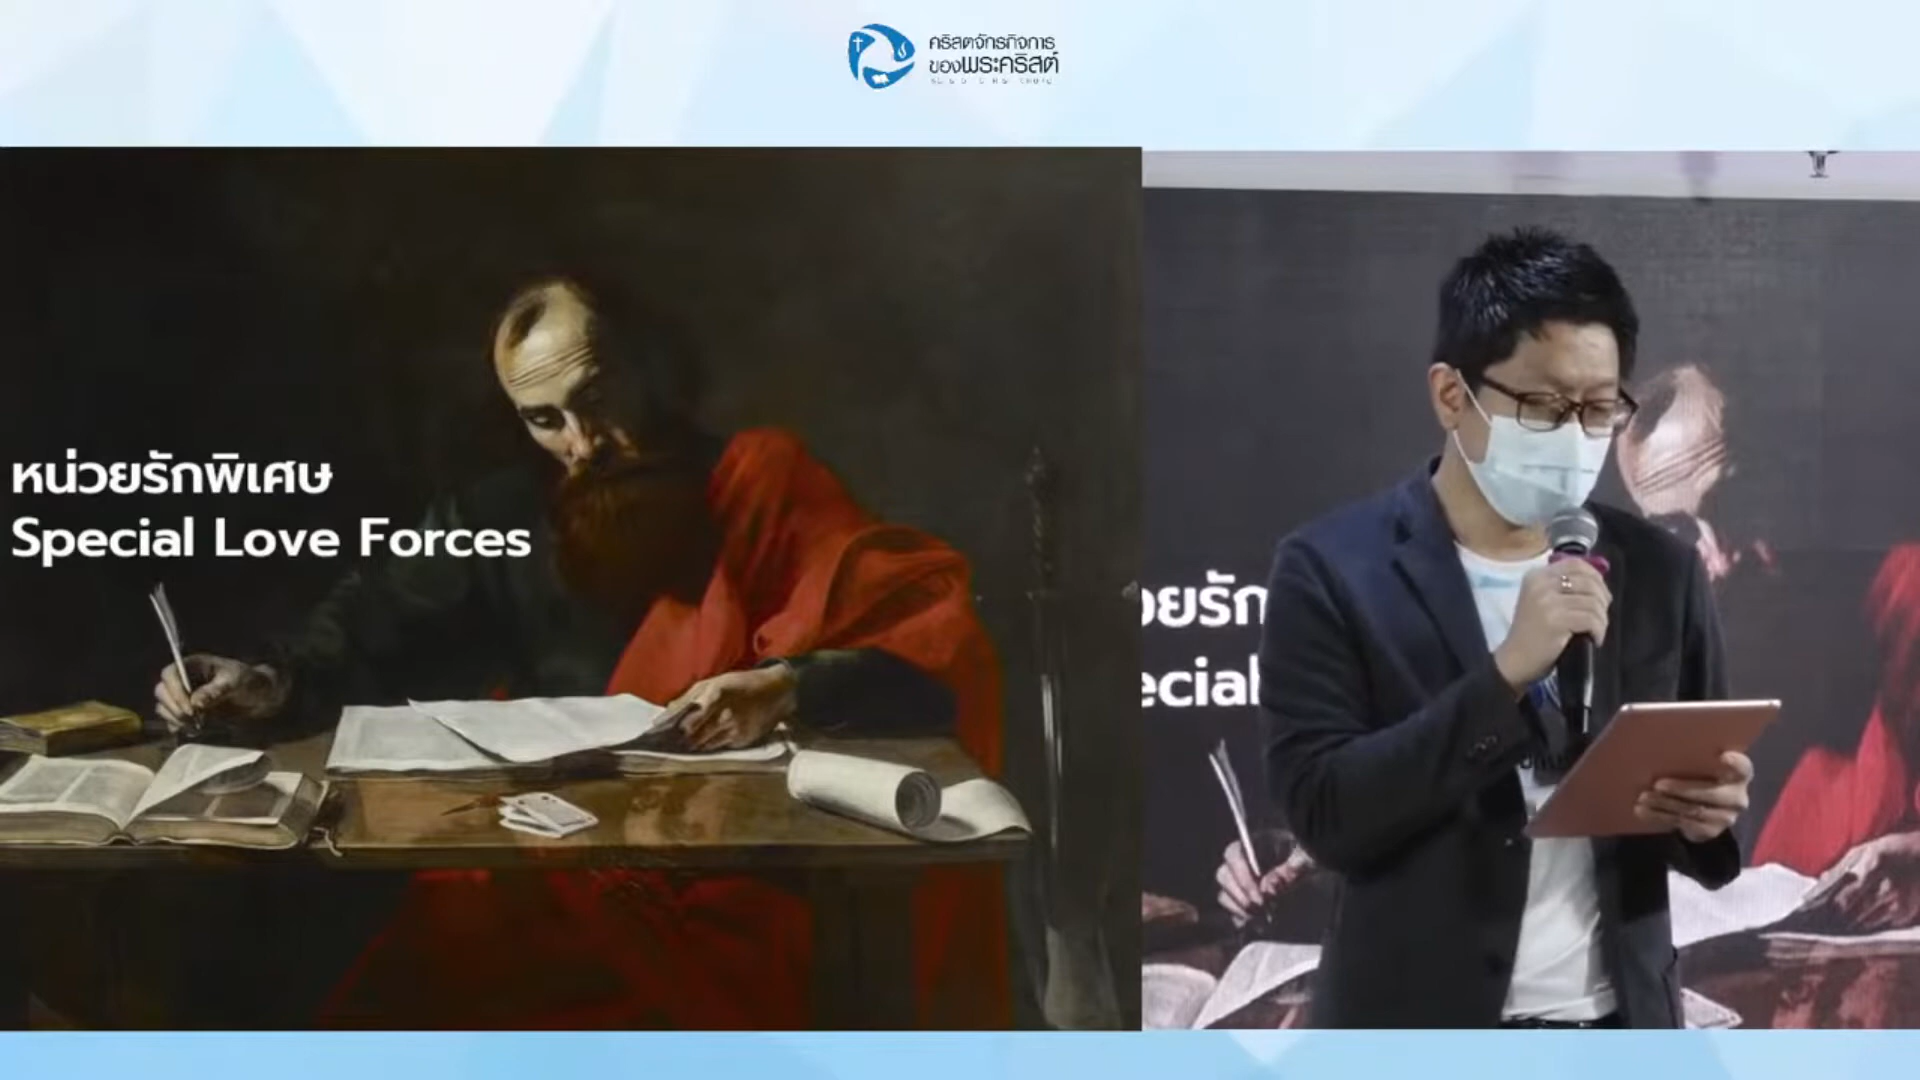 คริสตจักรกิจการ
ของพระคริสต์
หน่วยรักพิเศษ
Special Love Forces
วยรัก
ecial